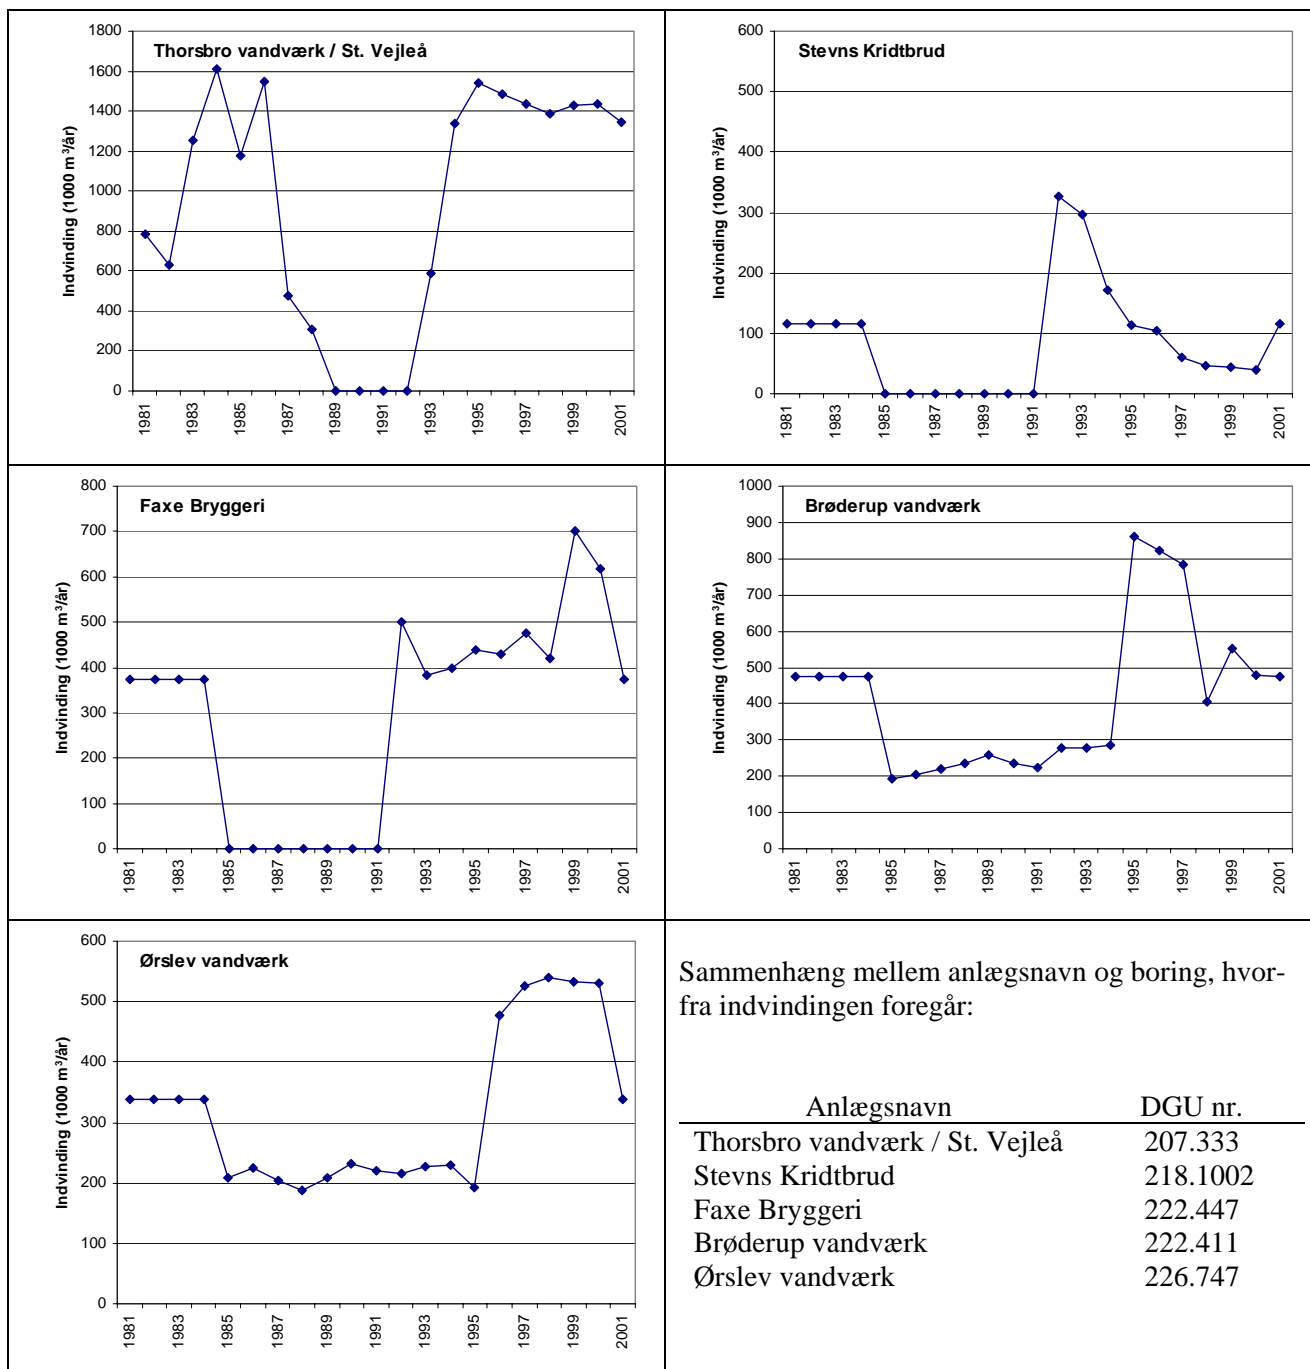 Thorsbro vandværk / St. Vejleå
Indvinding (1000 m³/år)
1800
1600
1400
1200
1000
800
600
400
200
0
1981 1983 1985 1987 1989 1991 1993 1995 1997 1999 2001
Stevns Kridtbrud
Indvinding (1000 m³/år)
600
500
400
300
200
100
0
1981 1983 1985 1987 1989 1991 1993 1995 1997 1999 2001
Faxe Bryggeri
Indvinding (1000 m³/år)
800
700
600
500
400
300
200
100
0
1981 1983 1985 1987 1989 1991 1993 1995 1997 1999 2001
Brøderup vandværk
Indvinding (1000 m³/år)
1000
900
800
700
600
500
400
300
200
100
0
1981 1983 1985 1987 1989 1991 1993 1995 1997 1999 2001
Ørslev vandværk
Indvinding (1000 m³/år)
600
500
400
300
200
100
0
1981 1983 1985 1987 1989 1991 1993 1995 1997 1999 2001
Sammenhæng mellem anlægsnavn og boring, hvor-
fra indvindingen foregår:
Anlægsnavn DGU nr.
Thorsbro vandværk / St. Vejleå 207.333
Stevns Kridtbrud 218.1002
Faxe Bryggeri 222.447
Brøderup vandværk 222.411
Ørslev vandværk 226.747